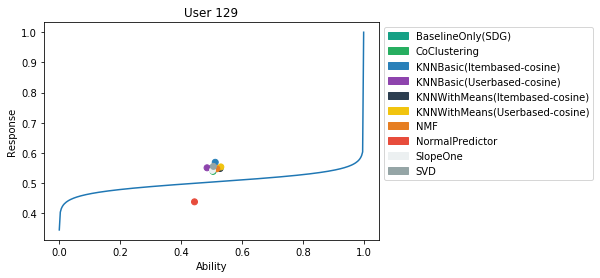 User 129
1.0
0.9
0.8
0.7
0.6
0.5
0.4
Response
0.0
0.2
0.4
0.6
0.8
1.0
Ability
BaselineOnly(SDG)
CoClustering
KNNBasic(Itembased-cosine)
KNNBasic(Userbased-cosine)
KNNWithMeans(Itembased-cosine)
KNNWithMeans(Userbased-cosine)
NMF
NormalPredictor
SlopeOne
SVD